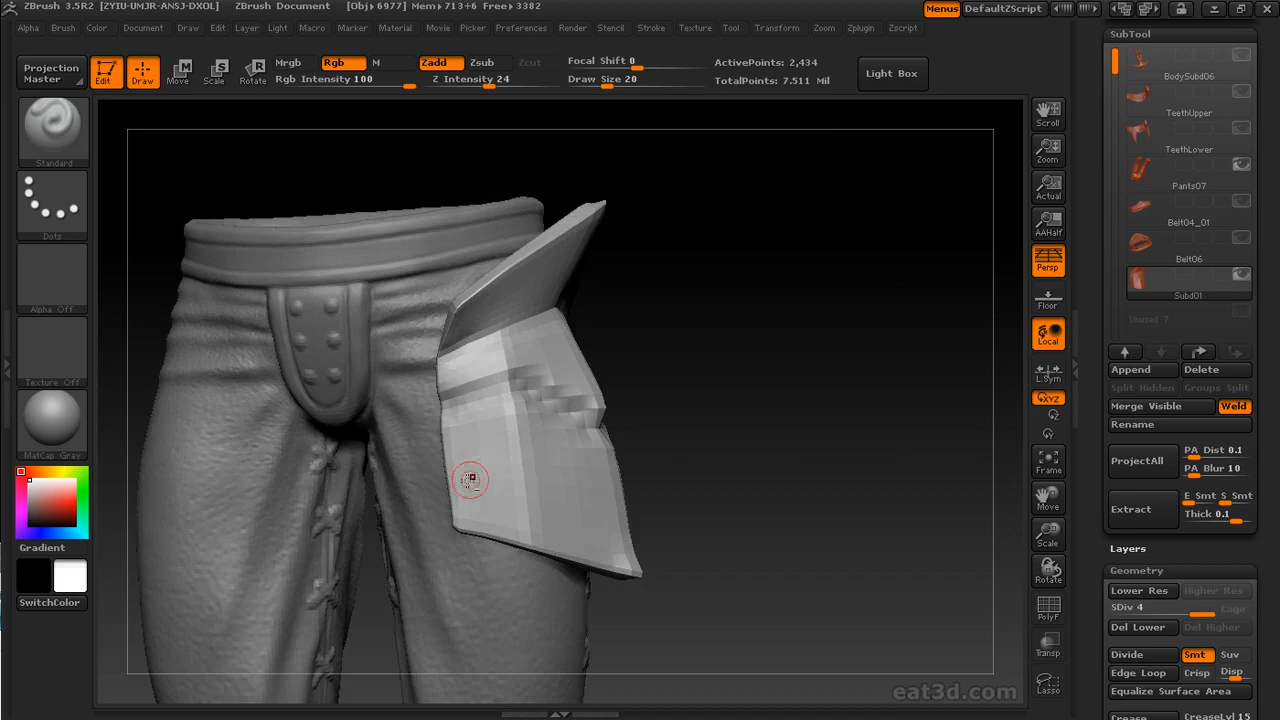 ZBrush 3.5R2 [ZYIU-UMJR-ANSJ-DXOL] ZBrush Document [Obj▸6977] Mem▸713+6 Free▸3382 Menus DefaultZScript
Alpha Brush Color Document Draw Edit Layer Light Macro Marker Material Movie Picker Preferences Render Stencil Stroke Texture Tool Transform Zoom Zplugin Zscript
Projection Master
Edit
Draw
Move
Scale
Rotate
Mrgb Rgb M
Rgb Intensity 100
Zadd Zsub Zcut
Z Intensity 24
Focal Shift 0
Draw Size 20
ActivePoints: 2,434
TotalPoints: 7.511 Mil
Light Box
Standard
Dots
Alpha Off
Texture Off
MatCap Gray
Gradient
SwitchColor
Scroll
Zoom
Actual
AAHalf
Persp
Floor
Local
L.Sym
XYZ
Frame
Move
Scale
Rotate
PolyF
Transp
Lasso
SubTool
BodySubd06
TeethUpper
TeethLower
Pants07
Belt04_01
Belt06
Subd01
Unused 7
Append Delete
Split Hidden Groups Split
Merge Visible Weld
Rename
ProjectAll
PA Dist 0.1
PA Blur 10
Extract
E Smt S Smt
Thick 0.1
Layers
Geometry
Lower Res Higher Res
SDiv 4 Cage
Del Lower Del Higher
Divide Smt Suv
Edge Loop Crisp Disp
Equalize Surface Area
Crease CreaseLvl 15
eat3d.com